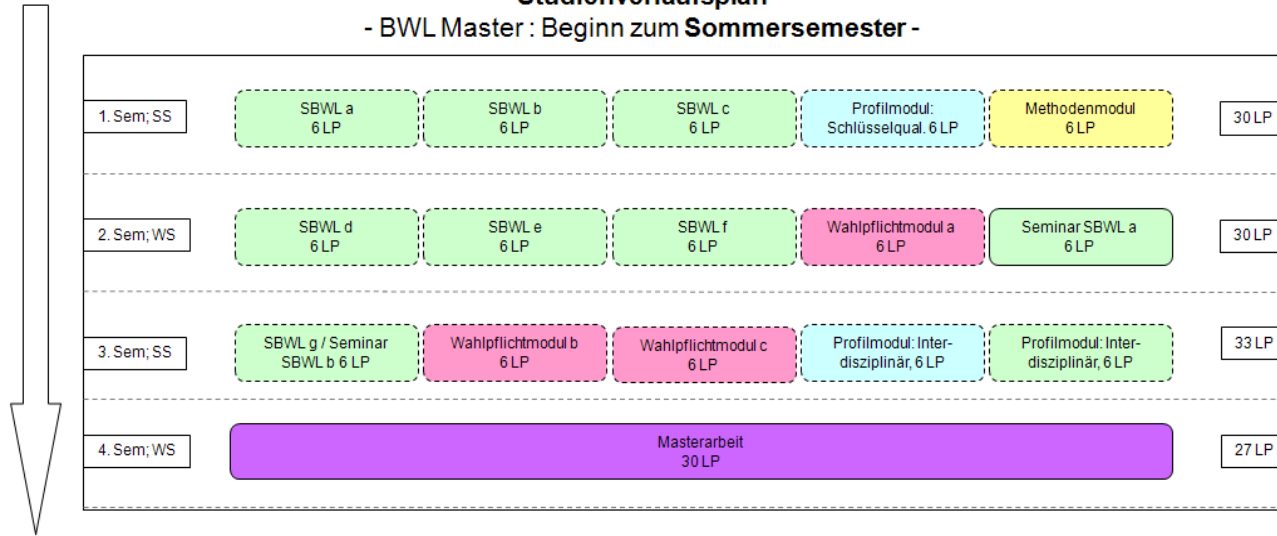 Studienverlaufsplan
- BWL Master : Beginn zum Sommersemester -
1. Sem; SS
SBWL a
6 LP
SBWL b
6 LP
SBWL c
6 LP
Profilmodul:
Schlüsselqual. 6 LP
Methodenmodul
6 LP
30 LP
2. Sem; WS
SBWL d
6 LP
SBWL e
6 LP
SBWL f
6 LP
Wahlpflichtmodul a
6 LP
Seminar SBWL a
6 LP
30 LP
3. Sem; SS
SBWL g / Seminar
SBWL b 6 LP
Wahlpflichtmodul b
6 LP
Wahlpflichtmodul c
6 LP
Profilmodul: Inter-
disziplinär, 6 LP
Profilmodul: Inter-
disziplinär, 6 LP
33 LP
4. Sem; WS
Masterarbeit
30 LP
27 LP